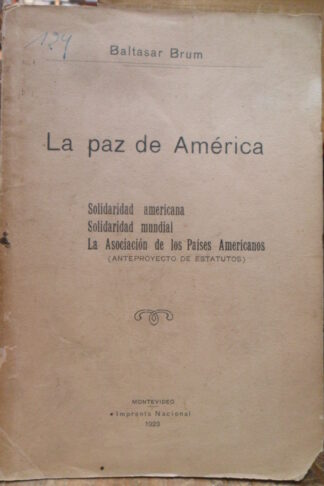 124
Baltasar Brum
La paz de América
Solidaridad americana
Solidaridad mundial
La Asociación de los Países Americanos
(ANTEPROYECTO DE ESTATUTOS)
MONTEVIDEO
Imprenta Nacional
1923